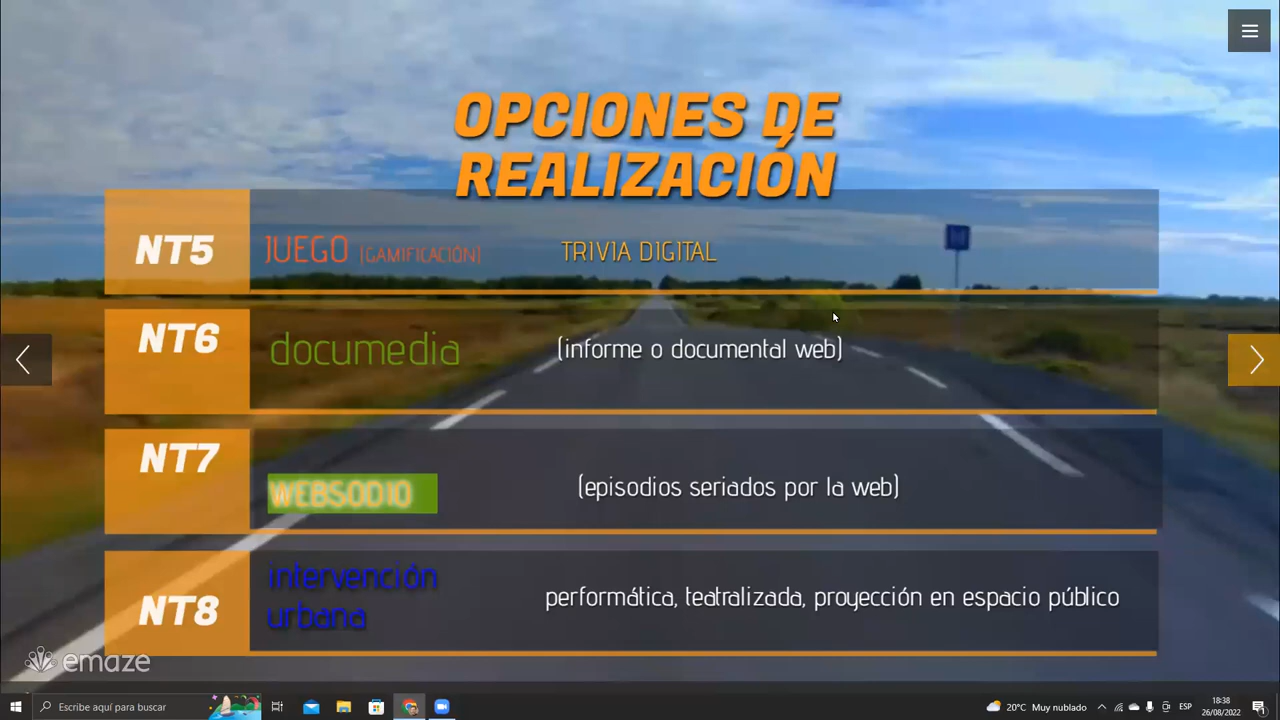 OPCIONES DE
REALIZACIÓN
NT5 JUEGO (GAMIFICACIÓN) TRIVIA DIGITAL
NT6 documedia (informe o documental web)
NT7 WEBSODIO (episodios seriados por la web)
NT8 intervención
urbana performática, teatralizada, proyección en espacio público
emaze
Escribe aquí para buscar
20°C Muy nublado ESP 18:38
26/08/2022
1